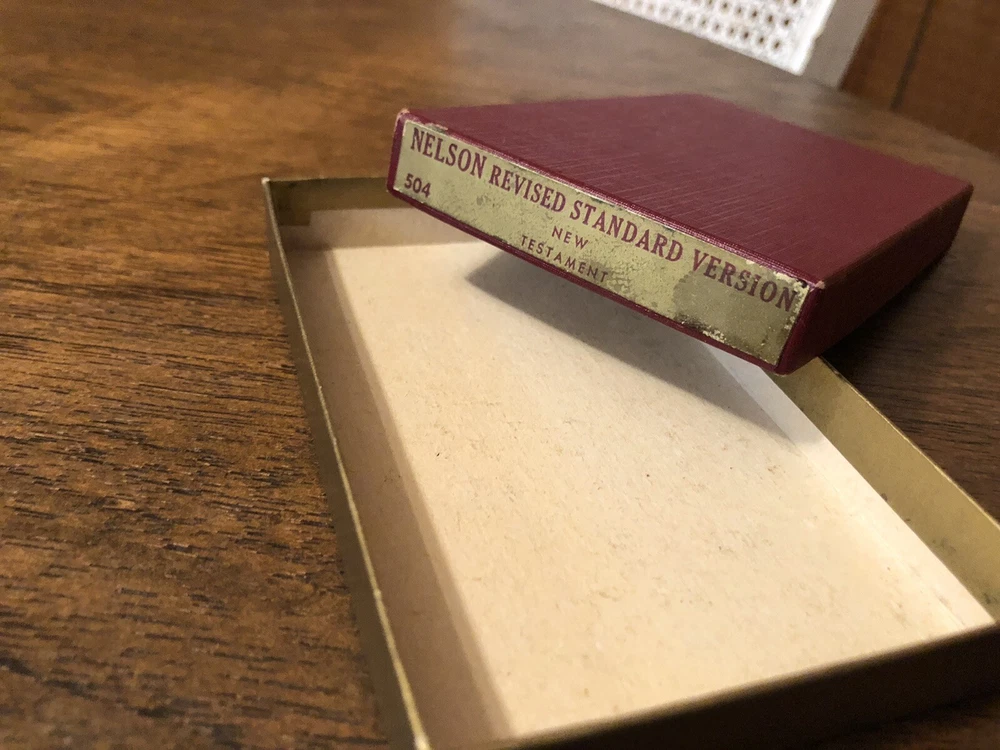 NELSON REVISED STANDARD VERSION
504
NEW
TESTAMENT